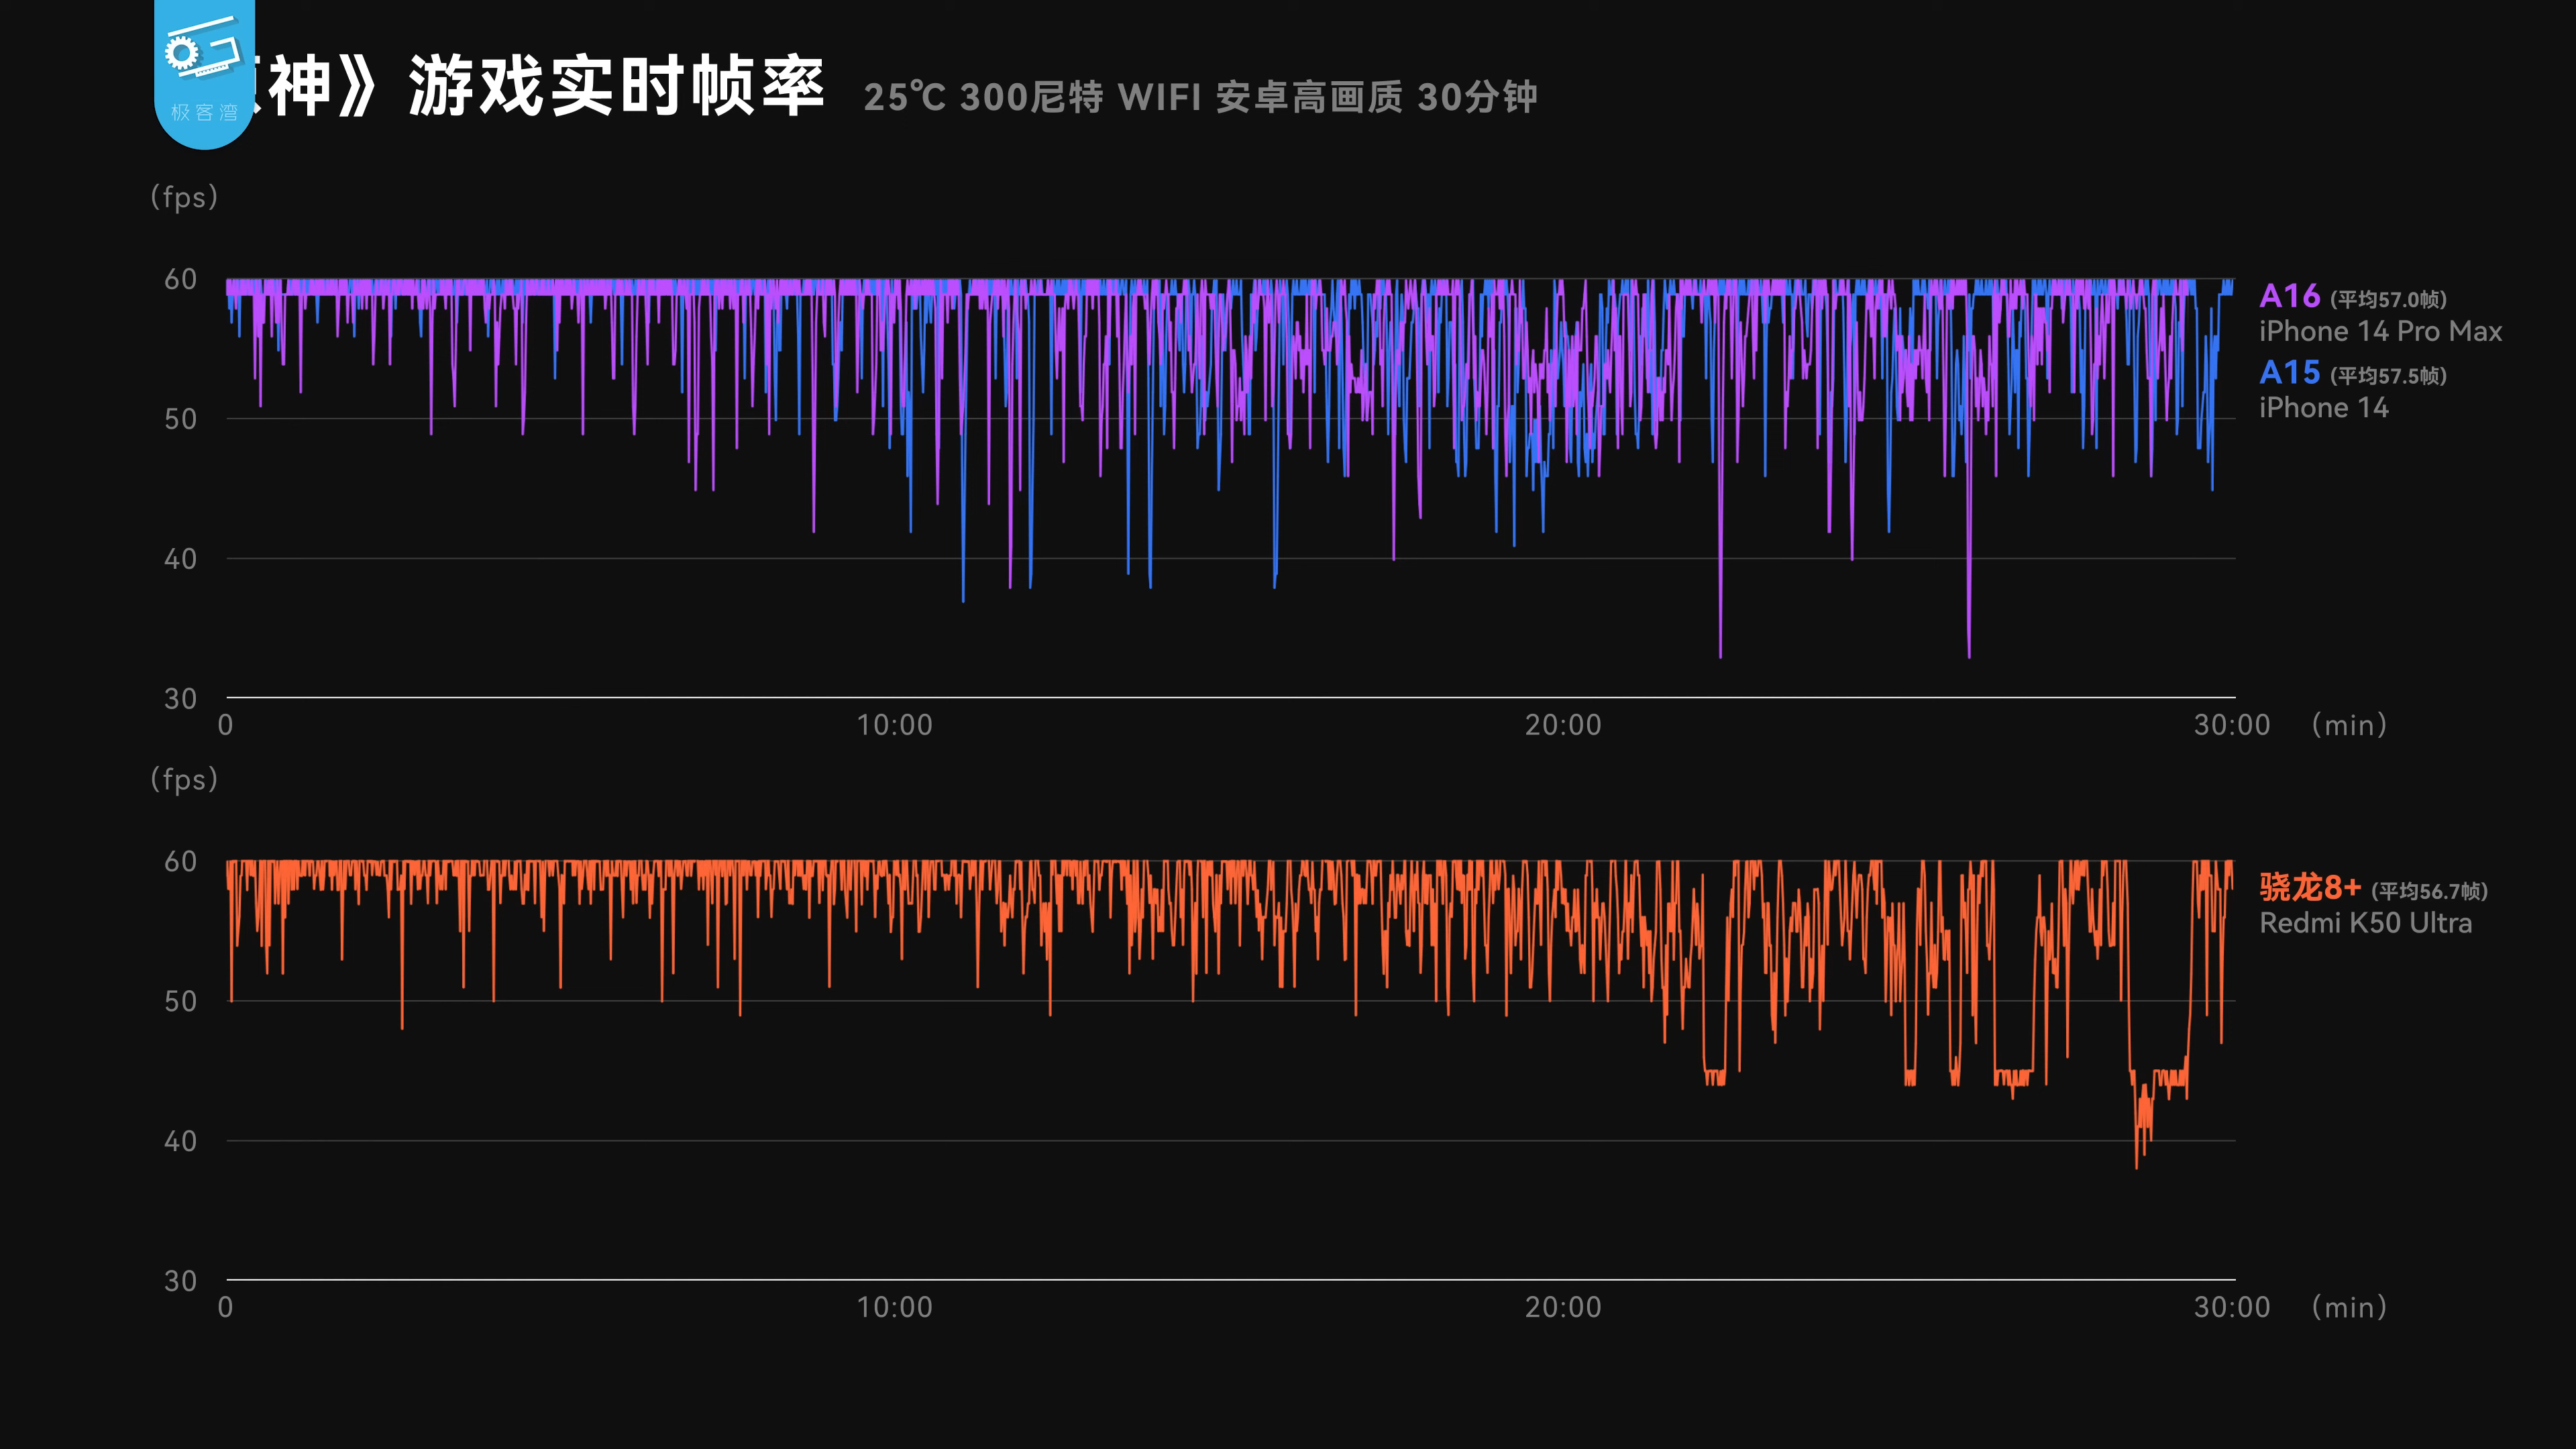 极客湾
神》游戏实时帧率 25℃ 300尼特 WIFI 安卓高画质 30分钟
(fps)
60
50
40
30
0 10:00 20:00 30:00 (min)
A16 (平均57.0帧)
iPhone 14 Pro Max
A15 (平均57.5帧)
iPhone 14
(fps)
60
50
40
30
0 10:00 20:00 30:00 (min)
骁龙8+ (平均56.7帧)
Redmi K50 Ultra